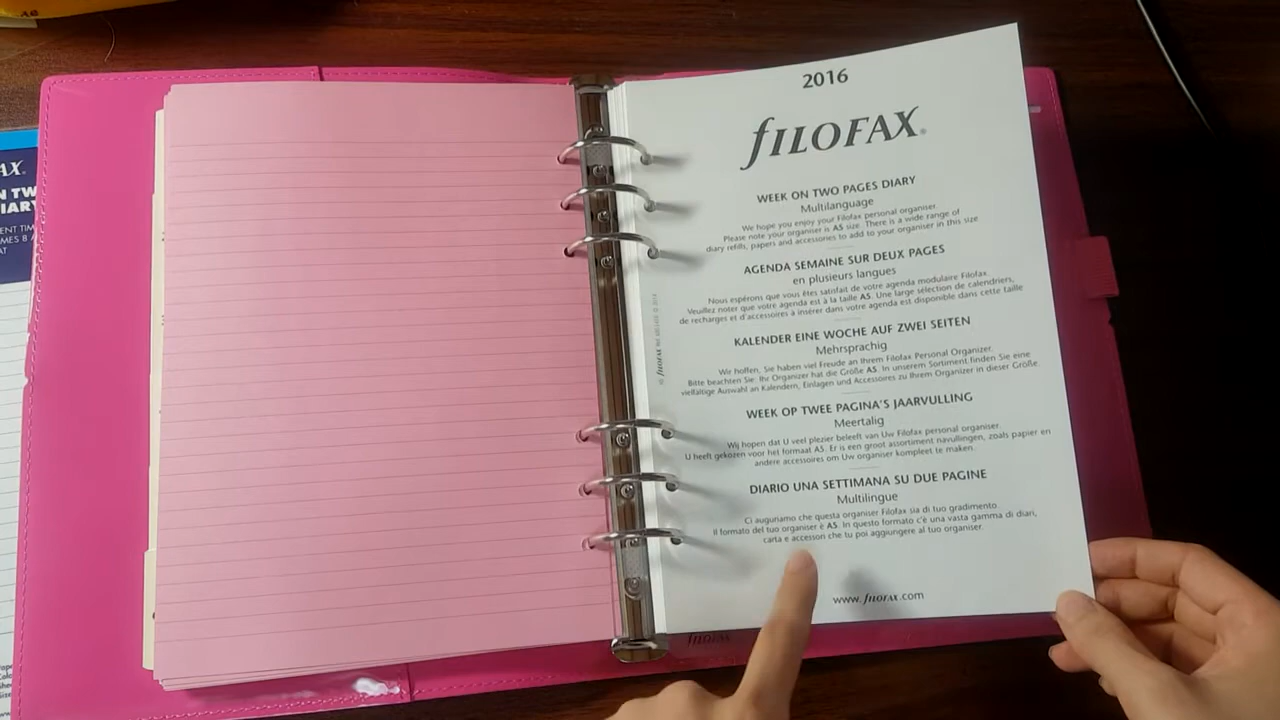 A6
AX.
N TW
DIARY
ENT TIM
MES 8 A
AT
2016
FILOFAX®
WEEK ON TWO PAGES DIARY
Multilanguage
We hope you enjoy your Filofax personal organiser.
Please note your organiser is A5 size. There is a wide range of
diary refills, papers and accessories to add to your organiser in this size
AGENDA SEMAINE SUR DEUX PAGES
en plusieurs langues
Nous espérons que vous êtes satisfait de votre agenda modulaire Filofax.
Veuillez noter que votre agenda est à la taille A5. Une large sélection de calendriers,
de recharges et d'accessoires à insérer dans votre agenda est disponible dans cette taille
KALENDER EINE WOCHE AUF ZWEI SEITEN
Mehrsprachig
Wir hoffen, Sie haben viel Freude an Ihrem Filofax Personal Organizer.
Bitte beachten Sie: Ihr Organizer hat die Größe A5. In unserem Sortiment finden Sie eine
vielfältige Auswahl an Kalendern, Einlagen und Accessoires zu Ihrem Organizer in dieser Größe.
WEEK OP TWEE PAGINA'S JAARVULLING
Meertalig
Wij hopen dat U veel plezier beleeft van Uw Filofax personal organiser.
U heeft gekozen voor het formaat A5. Er is een groot assortiment navullingen, zoals papier en
andere accessoires om Uw organiser kompleet te maken.
DIARIO UNA SETTIMANA SU DUE PAGINE
Multilingue
Ci auguriamo che questa organiser Filofax sia di tuo gradimento.
Il formato del tuo organiser è A5. In questo formato c'è una vasta gamma di diari,
carta e accessori che tu poi aggiungere al tuo organiser.
www.FILOFAX.com
FILOFAX